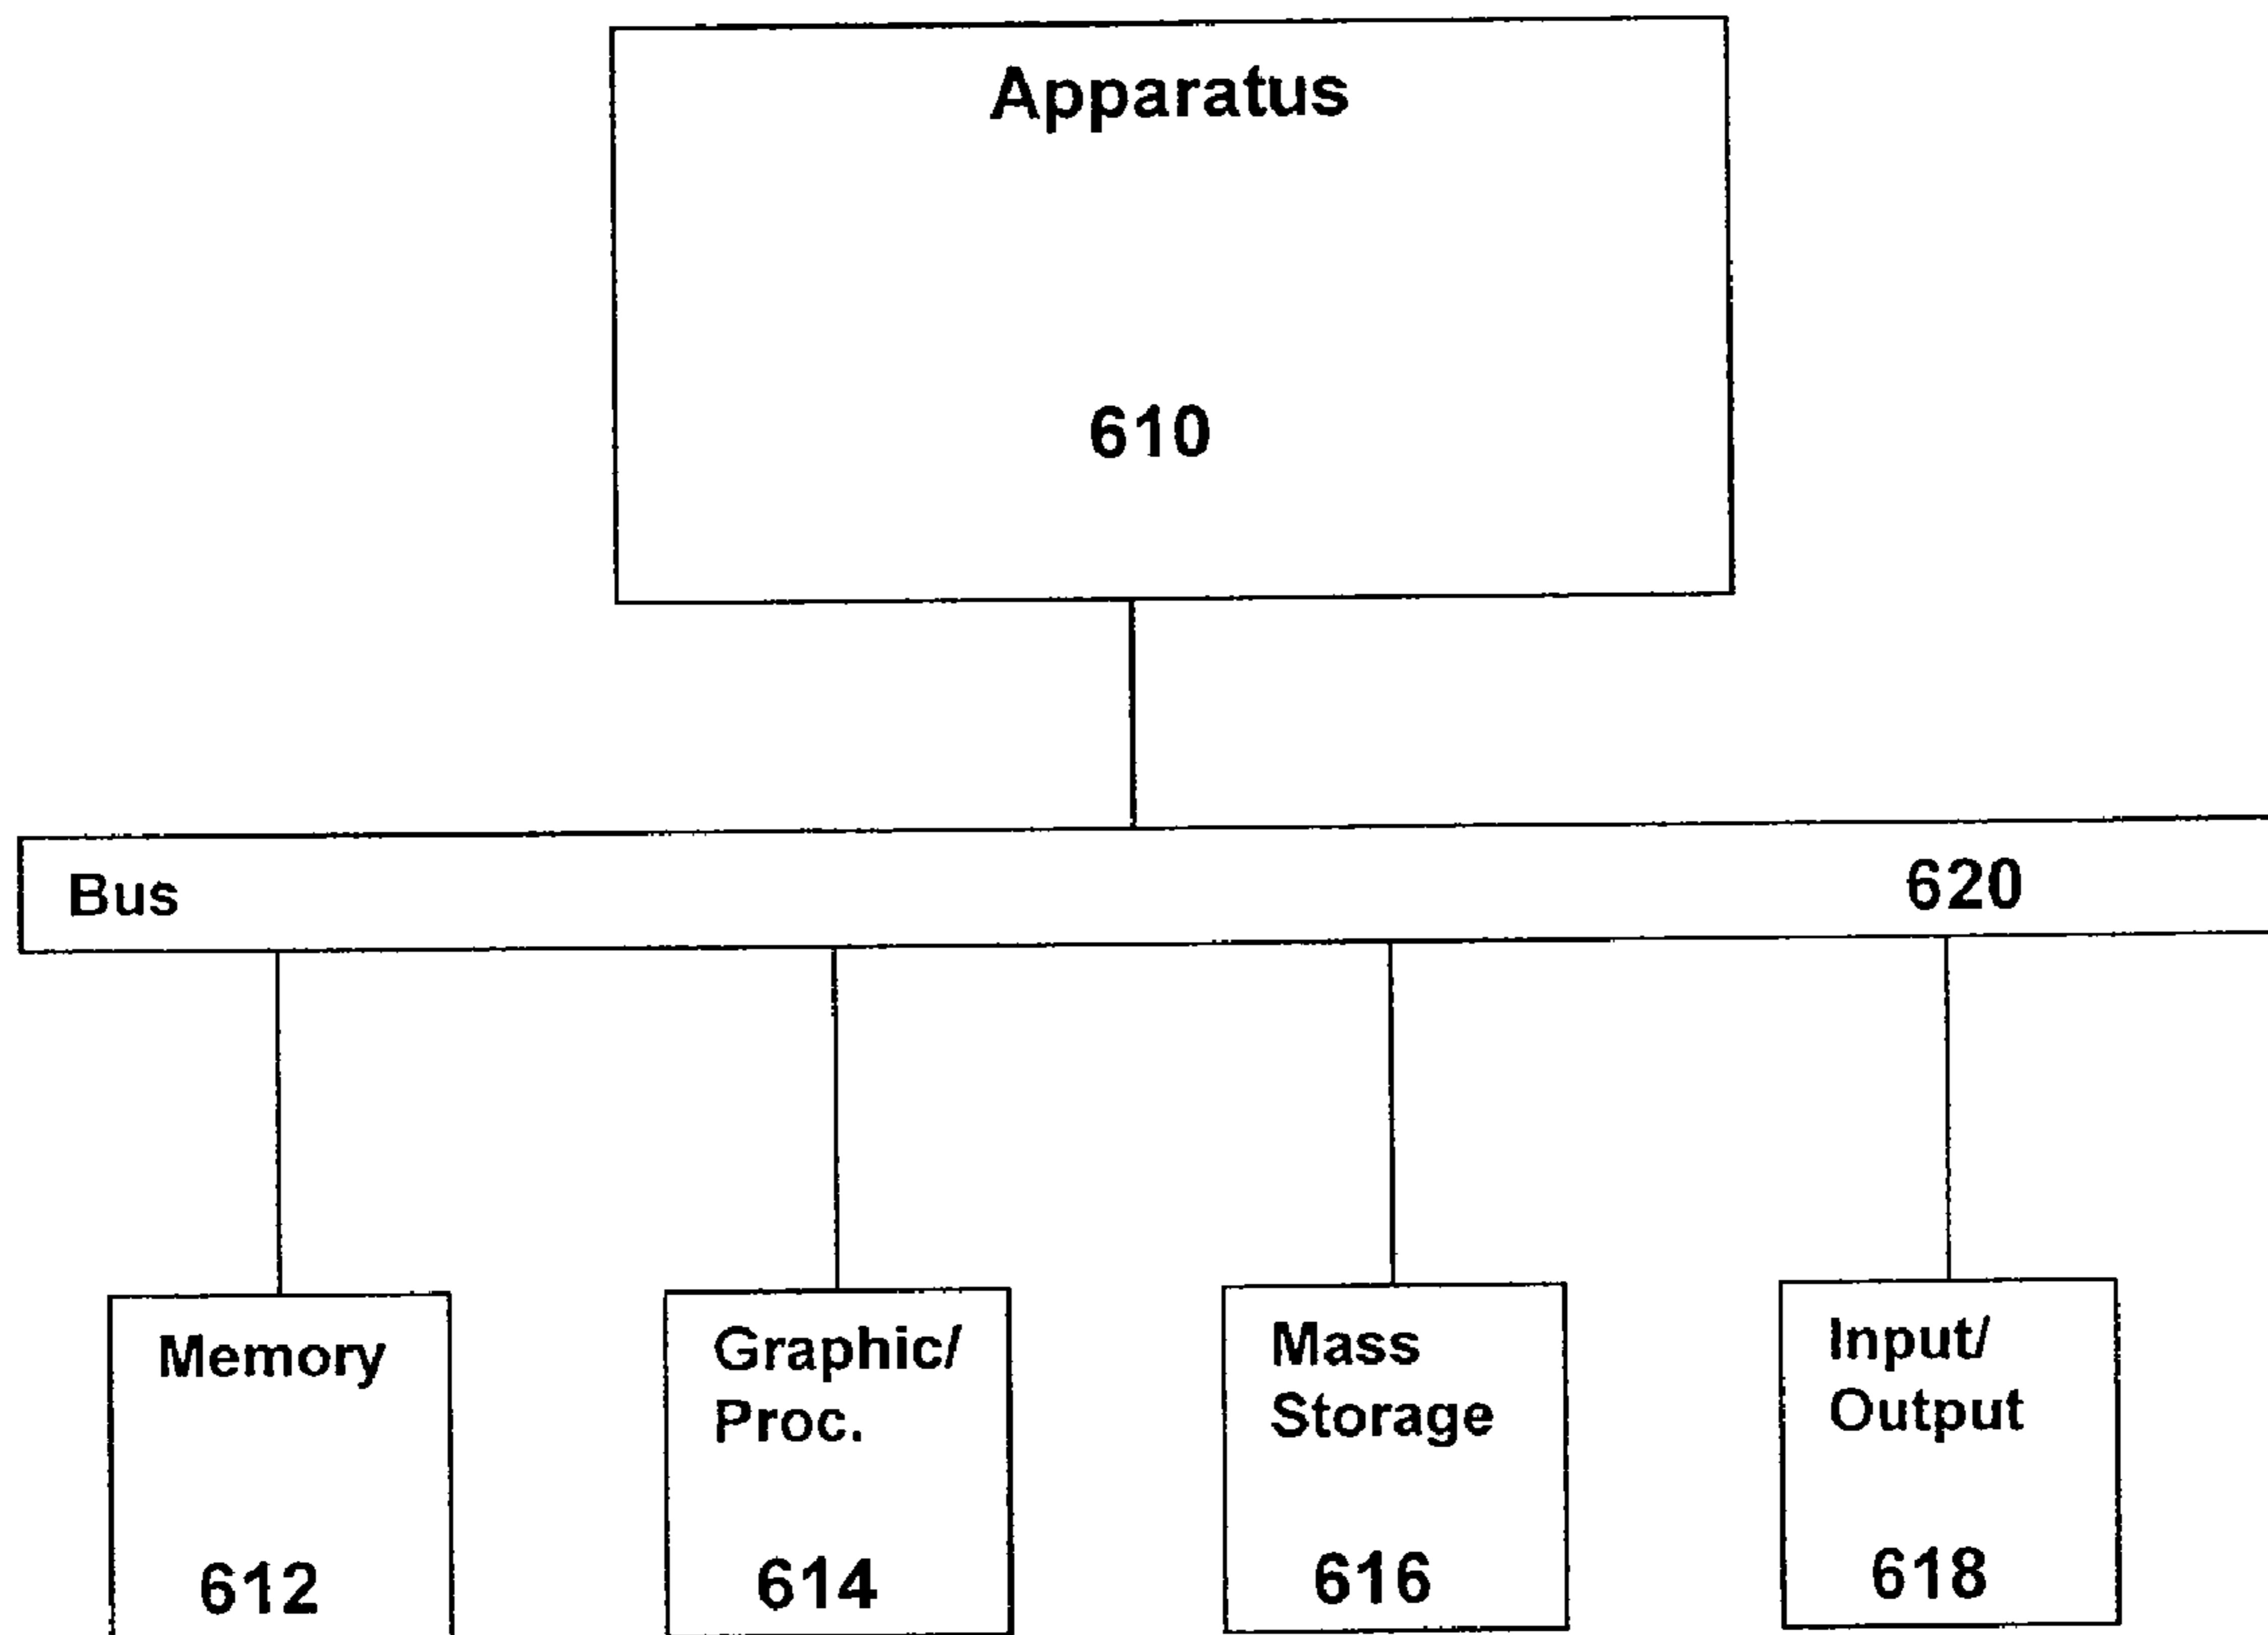 Apparatus
610
Bus 620
Memory
612
Graphic/
Proc.
614
Mass
Storage
616
Input/
Output
618